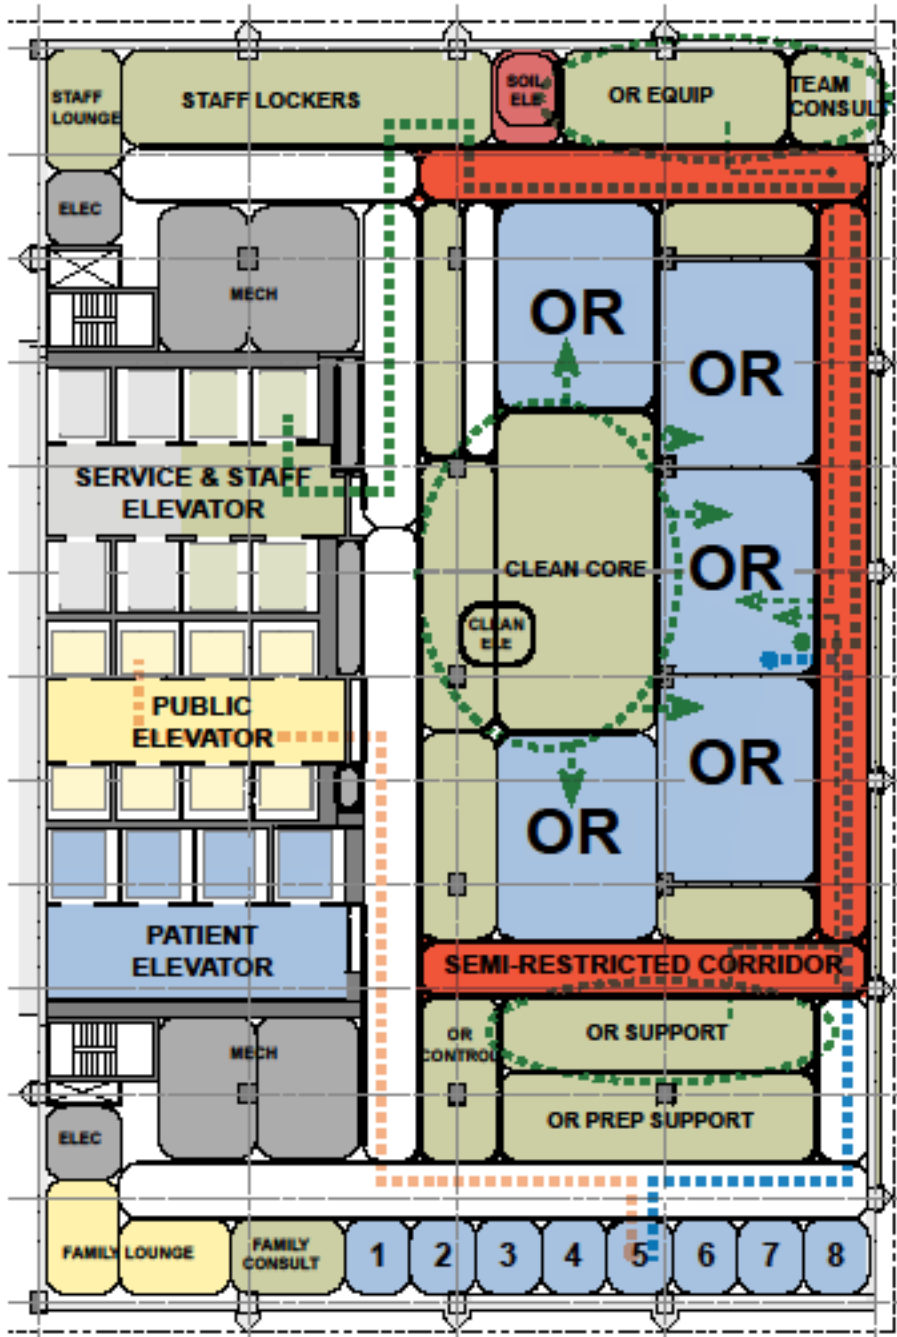 STAFF
LOUNGE
STAFF LOCKERS
SOIL
ELE
OR EQUIP
TEAM
CONSULT
ELEC
MECH
OR
OR
SERVICE & STAFF
ELEVATOR
CLEAN CORE
OR
CLEAN
ELE
PUBLIC
ELEVATOR
OR
OR
PATIENT
ELEVATOR
SEMI-RESTRICTED CORRIDOR
OR
CONTROL
OR SUPPORT
MECH
OR PREP SUPPORT
ELEC
FAMILY LOUNGE
FAMILY
CONSULT
1
2
3
4
5
6
7
8